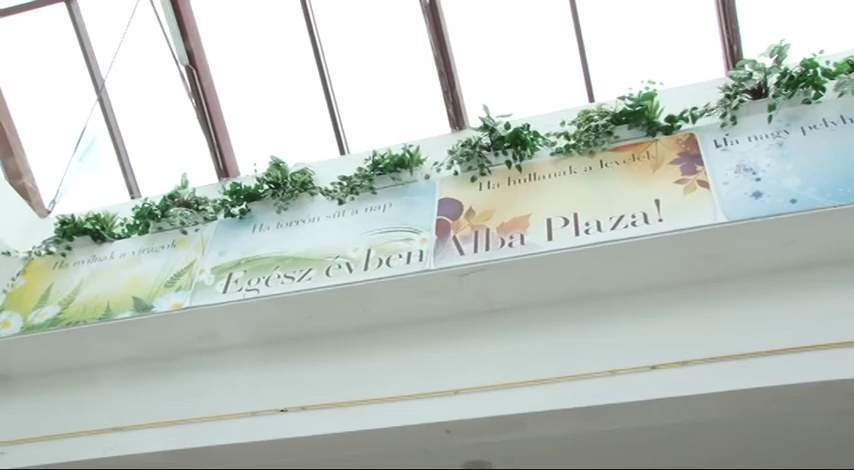 Ha nyílnak a virágok
Ha forrón süt a nap
Ha hullanak a levelek
Ha nagy
Egész évben Alba Plaza!